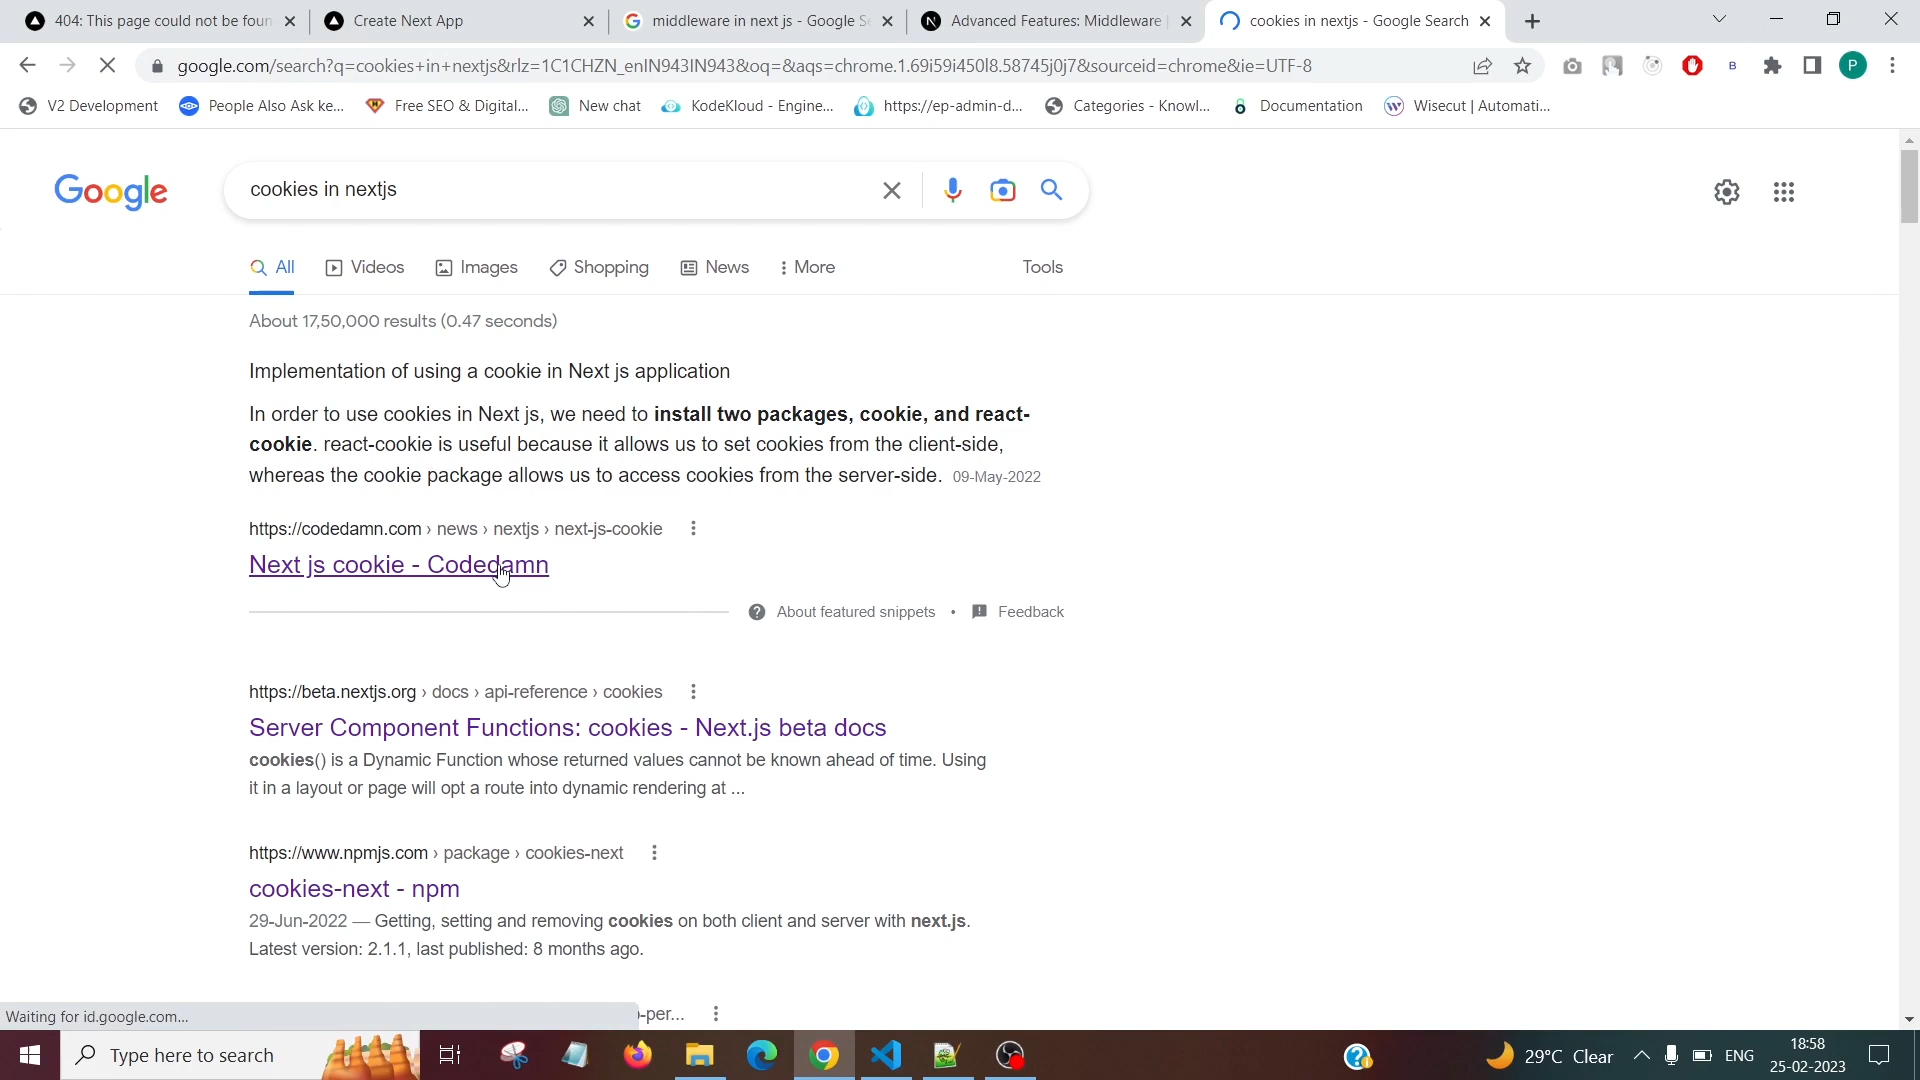 404: This page could not be foun
Create Next App
middleware in next js - Google Se
Advanced Features: Middleware |
cookies in nextjs - Google Search
google.com/search?q=cookies+in+nextjs&rlz=1C1CHZN_enIN943IN943&oq=&aqs=chrome.1.69i59i450l8.58745j0j7&sourceid=chrome&ie=UTF-8
B
P
V2 Development
People Also Ask ke...
Free SEO & Digital...
New chat
KodeKloud - Engine...
https://ep-admin-d...
Categories - Knowl...
Documentation
Wisecut | Automati...
Google
cookies in nextjs
All
Videos
Images
Shopping
News
More
Tools
About 17,50,000 results (0.47 seconds)
Implementation of using a cookie in Next js application
In order to use cookies in Next js, we need to install two packages, cookie, and react-
cookie. react-cookie is useful because it allows us to set cookies from the client-side,
whereas the cookie package allows us to access cookies from the server-side. 09-May-2022
https://codedamn.com › news › nextjs › next-js-cookie
Next js cookie - Codedamn
About featured snippets • Feedback
https://beta.nextjs.org › docs › api-reference › cookies
Server Component Functions: cookies - Next.js beta docs
cookies() is a Dynamic Function whose returned values cannot be known ahead of time. Using
it in a layout or page will opt a route into dynamic rendering at ...
https://www.npmjs.com › package › cookies-next
cookies-next - npm
29-Jun-2022 — Getting, setting and removing cookies on both client and server with next.js.
Latest version: 2.1.1, last published: 8 months ago.
-per...
Waiting for id.google.com...
Type here to search
29°C Clear
ENG
18:58
25-02-2023